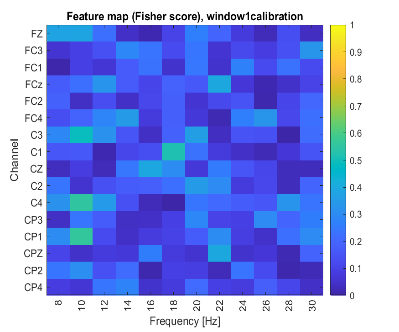 Feature map (Fisher score), window1calibration
FZ
FC3
FC1
FCz
FC2
FC4
C3
C1
CZ
C2
C4
CP3
CP1
CPZ
CP2
CP4
Channel
8 10 12 14 16 18 20 22 24 26 28 30
Frequency [Hz]
1
0.9
0.8
0.7
0.6
0.5
0.4
0.3
0.2
0.1
0